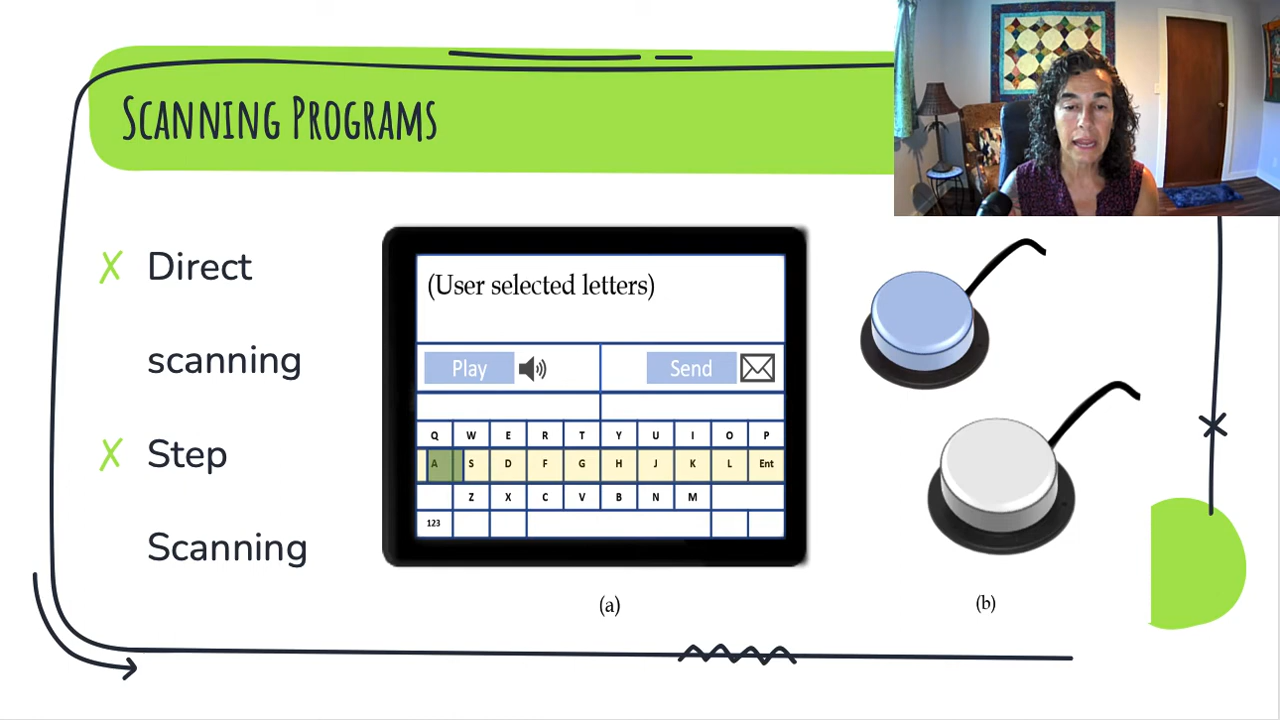 Scanning Programs
X Direct
scanning
X Step
Scanning
(User selected letters)
Play Send
Q W E R T Y U I O P
A S D F G H J K L Ent
Z X C V B N M
123
(a)
(b)